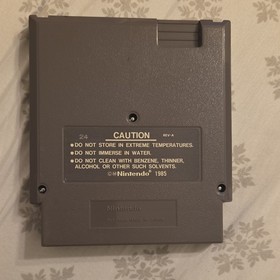 24 CAUTION REV-A
•DO NOT STORE IN EXTREME TEMPERATURES.
•DO NOT IMMERSE IN WATER.
•DO NOT CLEAN WITH BENZENE, THINNER,
ALCOHOL OR OTHER SUCH SOLVENTS.
©®Nintendo® 1985